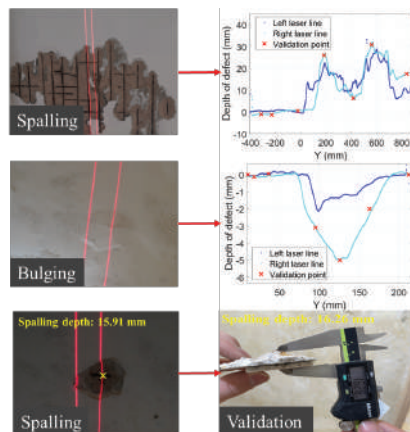 Spalling
Depth of defect (mm)
40
30
20
10
0
-10
Left laser line
Right laser line
Validation point
-400 -200 0 200 400 600 800
Y (mm)
Bulging
Depth of defect (mm)
0
-1
-2
-3
-4
-5
-6
Left laser line
Right laser line
Validation point
50 100 150 200
Y (mm)
Spalling depth: 15.91 mm
Spalling
Spalling depth:
mm
Validation